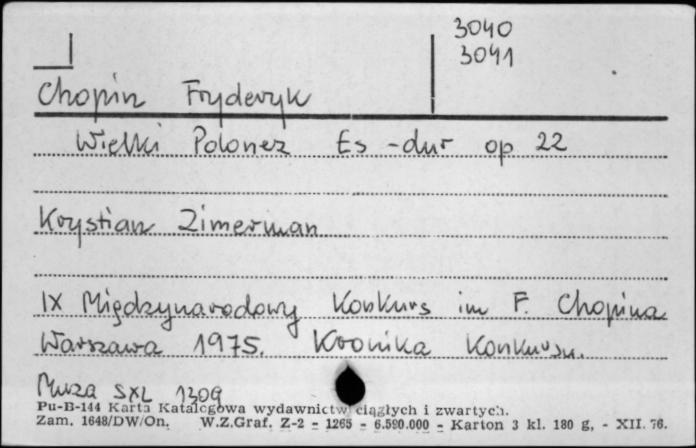 3040
3041
Chopin Fryderyk
Wielki Polonez Es-dur op 22
Krystian Zimerman
IX Międzynarodowy Konkurs im F. Chopina
Warszawa 1975. Kronika Konkursu.
Muza SXL 1309
Pu-B-144 Karta Katalogowa wydawnictw ciągłych i zwartych.
Zam. 1648/DW/On. W.Z.Graf. Z-2 - 1265 - 6.590.000 - Karton 3 kl. 180 g, - XII. 76.